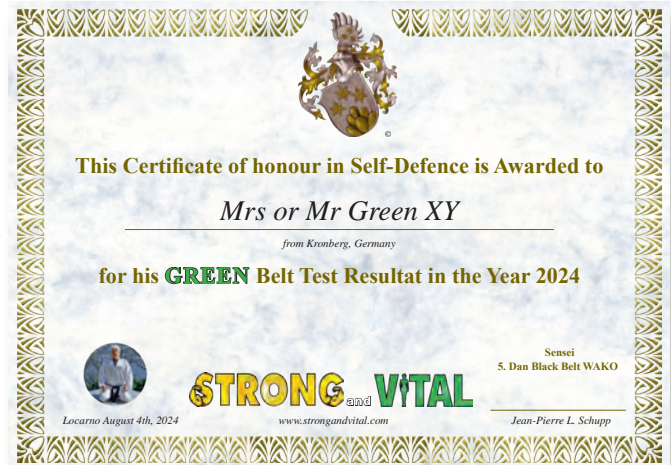 ©
This Certificate of honour in Self-Defence is Awarded to
Mrs or Mr Green XY
from Kronberg, Germany
for his GREEN Belt Test Resultat in the Year 2024
Sensei
5. Dan Black Belt WAKO
STRONG and ViTAL
Locarno August 4th, 2024
www.strongandvital.com
Jean-Pierre L. Schupp